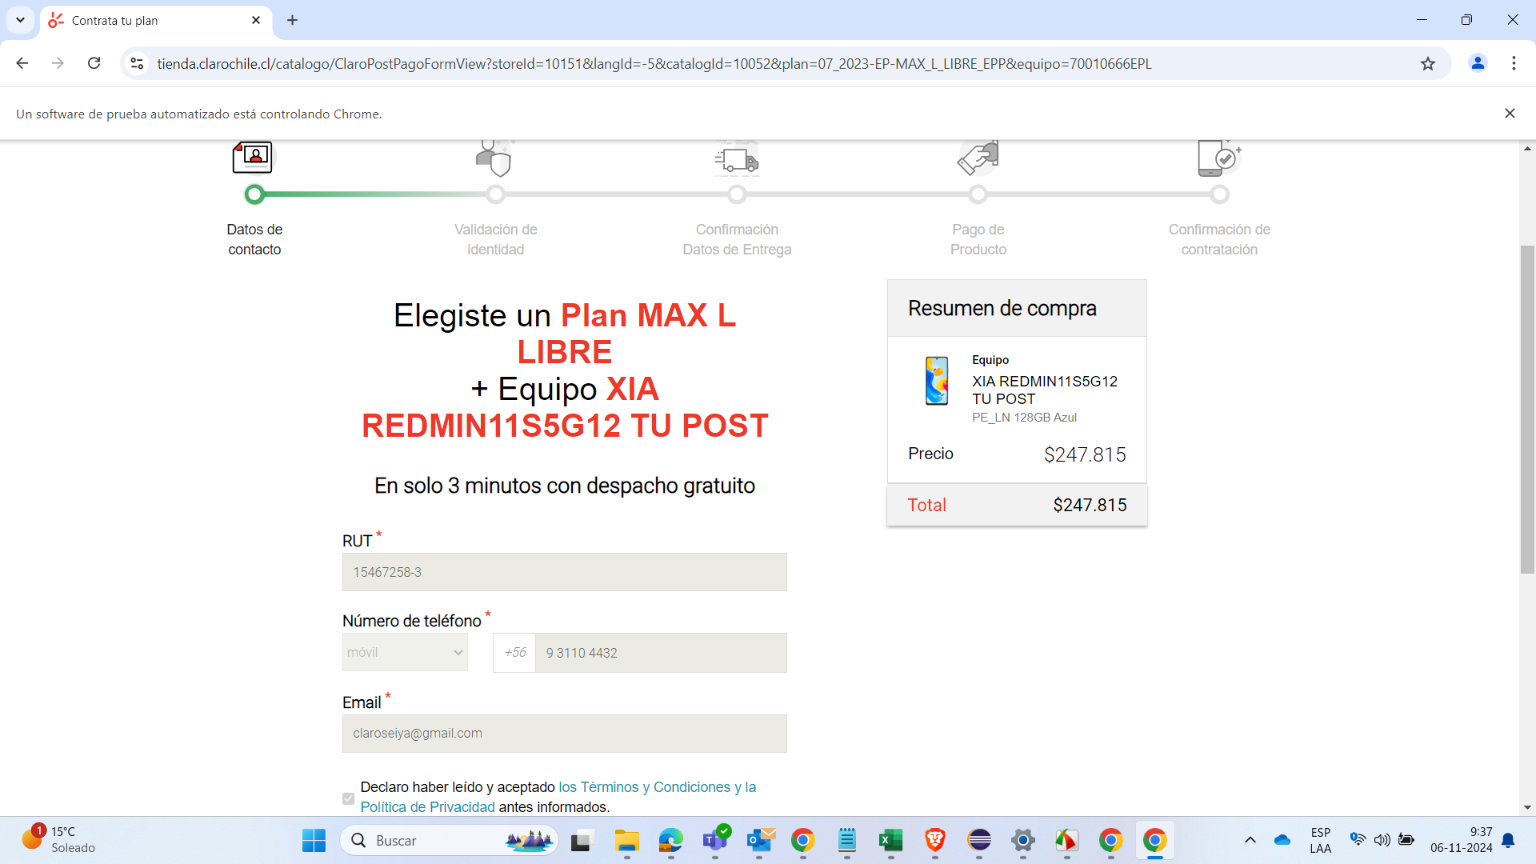 Contrata tu plan
tienda.clarochile.cl/catalogo/ClaroPostPagoFormView?storeId=10151&langId=-5&catalogId=10052&plan=07_2023-EP-MAX_L_LIBRE_EPP&equipo=70010666EPL
Un software de prueba automatizado está controlando Chrome.
Datos de
contacto
Validación de
identidad
Confirmación
Datos de Entrega
Pago de
Producto
Confirmación de
contratación
Elegiste un Plan MAX L
LIBRE
+ Equipo XIA
REDMIN11S5G12 TU POST
En solo 3 minutos con despacho gratuito
RUT *
15467258-3
Número de teléfono *
móvil
+56
9 3110 4432
Email *
claroseiya@gmail.com
Declaro haber leído y aceptado los Términos y Condiciones y la
Política de Privacidad antes informados.
Resumen de compra
Equipo
XIA REDMIN11S5G12
TU POST
PE_LN 128GB Azul
Precio $247.815
Total $247.815
1
15°C
Soleado
Buscar
ESP
LAA
9:37
06-11-2024